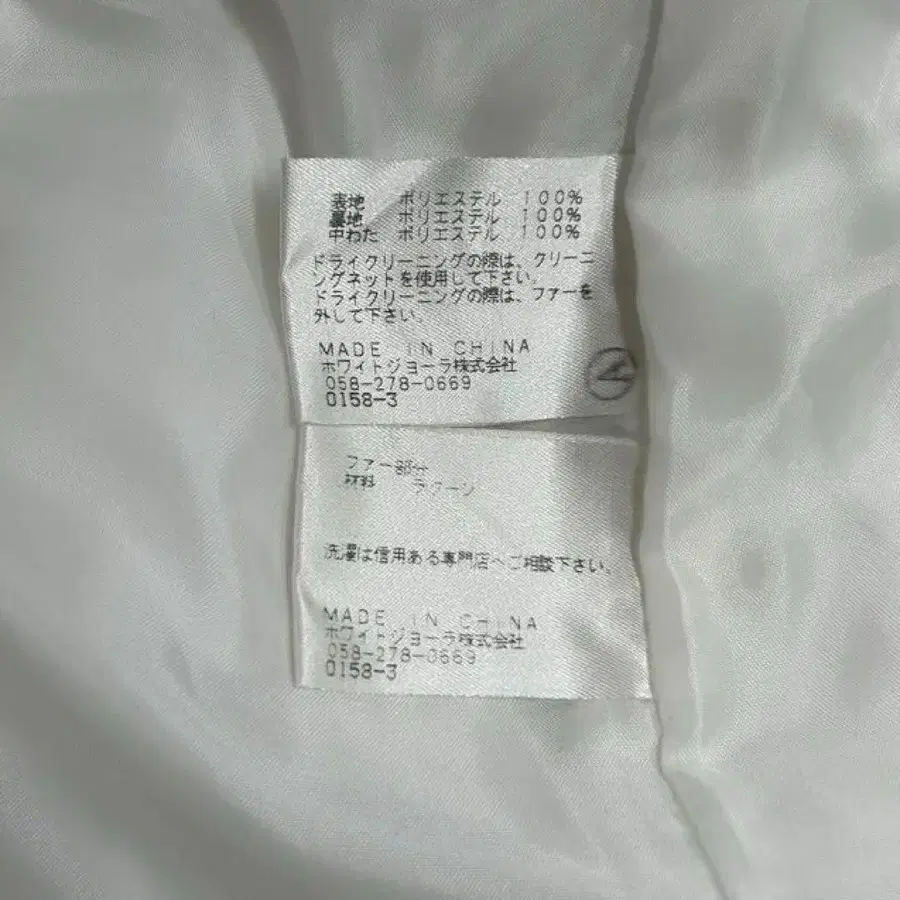 表地 ポリエステル 100%
裏地 ポリエステル 100%
中わた ポリエステル 100%
ドライクリーニングの際は、クリーニ
ングネットを使用して下さい。
ドライクリーニングの際は、ファーを
外して下さい。
MADE IN CHINA
ホワイトジョーラ株式会社
058-278-0669
0158-3
ファー部分
材料 ラクーン
洗濯は信用ある専門店へご相談下さい。
MADE IN CHINA
ホワイトジョーラ株式会社
058-278-0669
0158-3